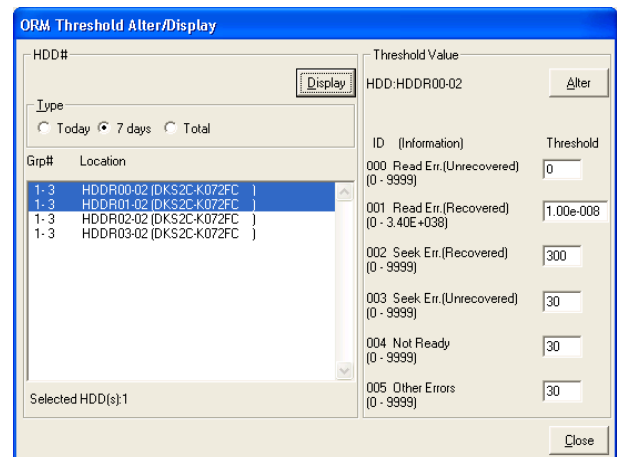 ORM Threshold Alter/Display
HDD#
Display
Type
Today 7 days Total
Grp# Location
1- 3 HDDR00-02 (DKS2C-K072FC )
1- 3 HDDR01-02 (DKS2C-K072FC )
1- 3 HDDR02-02 (DKS2C-K072FC )
1- 3 HDDR03-02 (DKS2C-K072FC )
Selected HDD(s):1
Threshold Value
HDD:HDDR00-02 Alter
ID (Information) Threshold
000 Read Err.(Unrecovered) 0
(0 - 9999)
001 Read Err.(Recovered) 1.00e-008
(0 - 3.40E+038)
002 Seek Err.(Recovered) 300
(0 - 9999)
003 Seek Err.(Unrecovered) 30
(0 - 9999)
004 Not Ready 30
(0 - 9999)
005 Other Errors 30
(0 - 9999)
Close